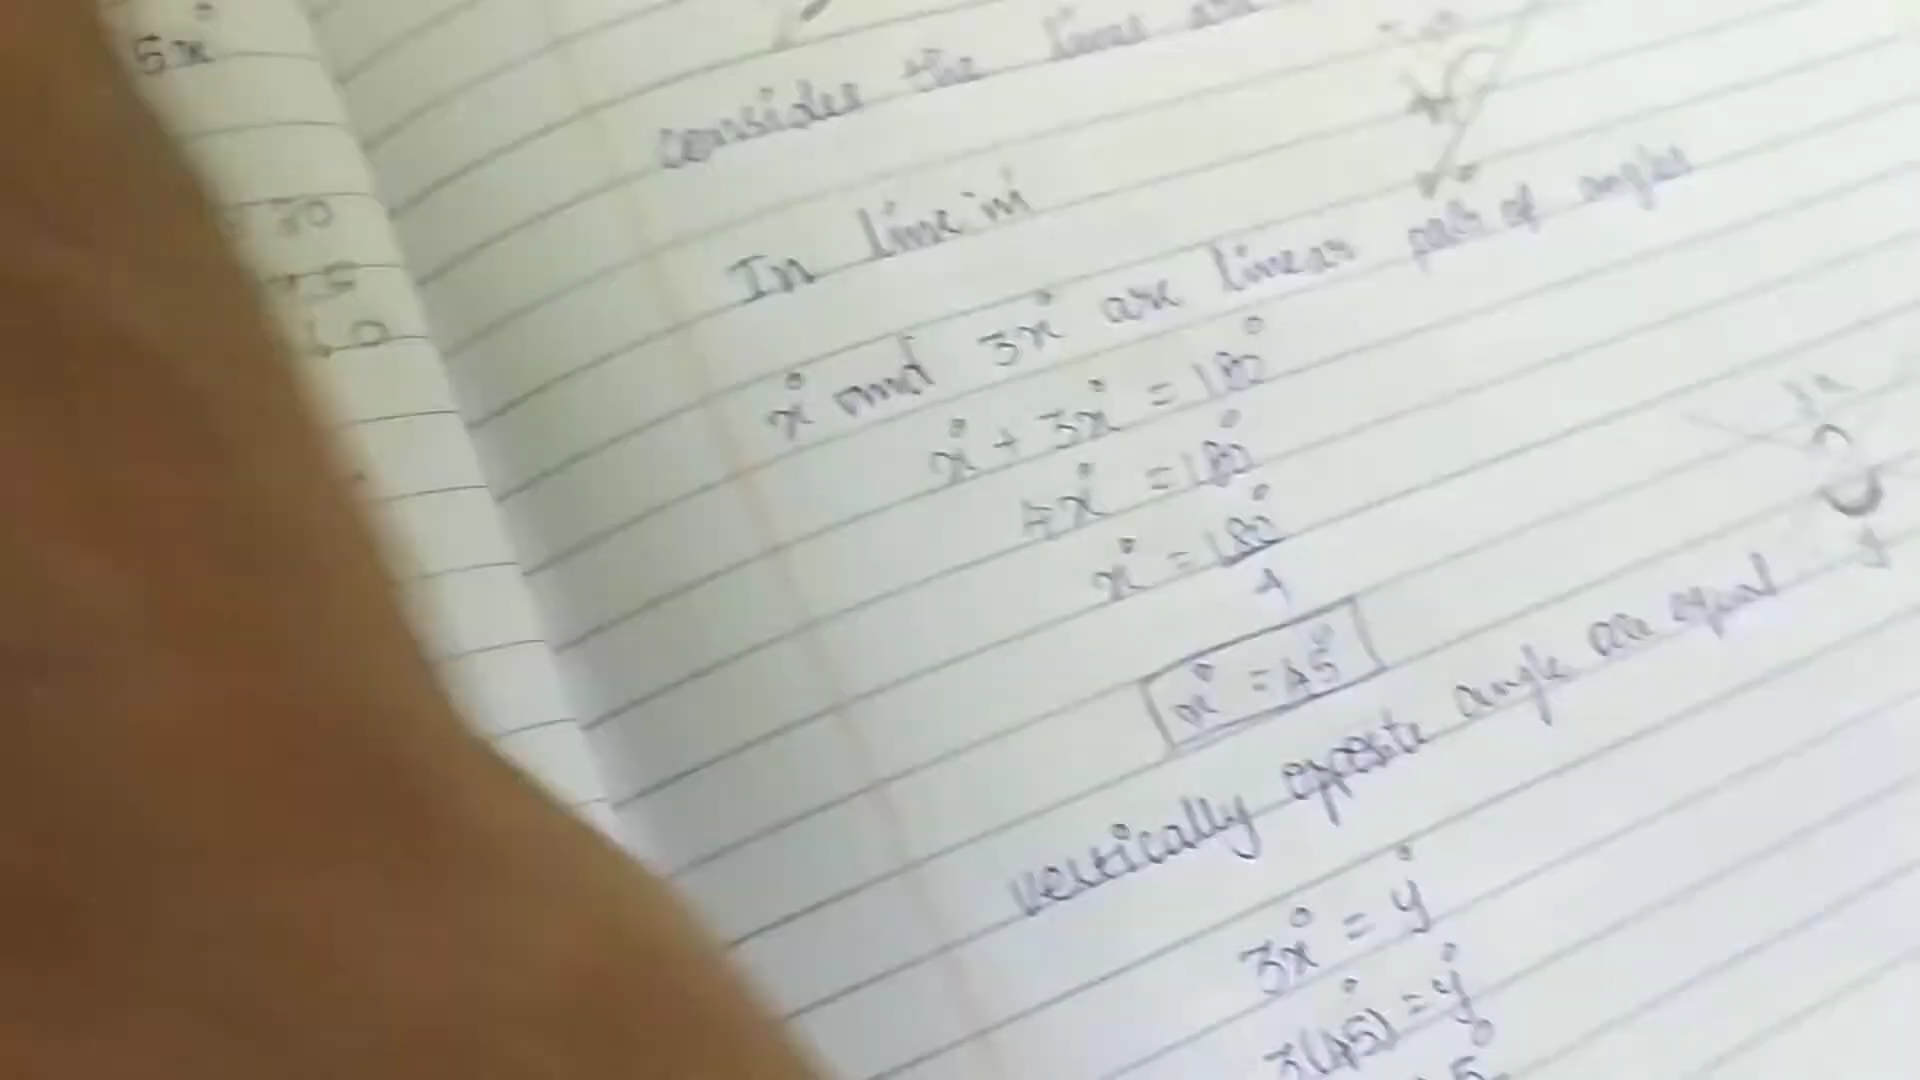 5x°
consider the lines are
In line 'm'
x° and 3x° are linear pair of angles
x° + 3x° = 180°
4x° = 180°
x° = 180°
4
x° = 45°
vertically opposite angle are equal
3x° = y°
3(45°) = y°